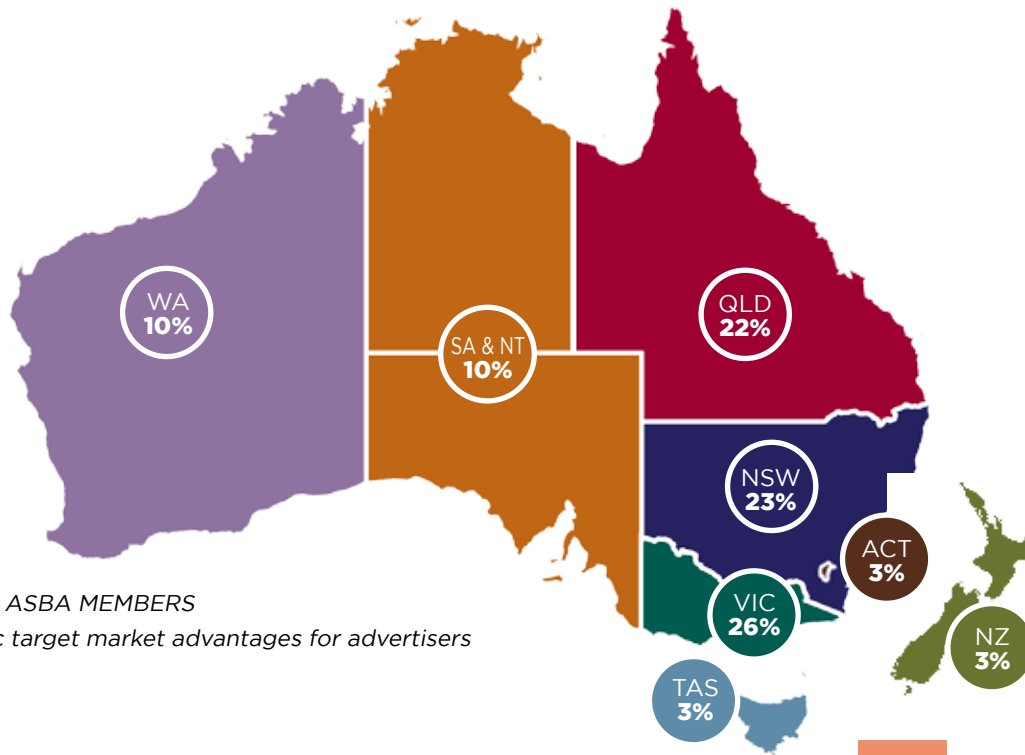 WA
10%
SA & NT
10%
QLD
22%
NSW
23%
ACT
3%
VIC
26%
NZ
3%
TAS
3%
ASBA MEMBERS
target market advantages for advertisers